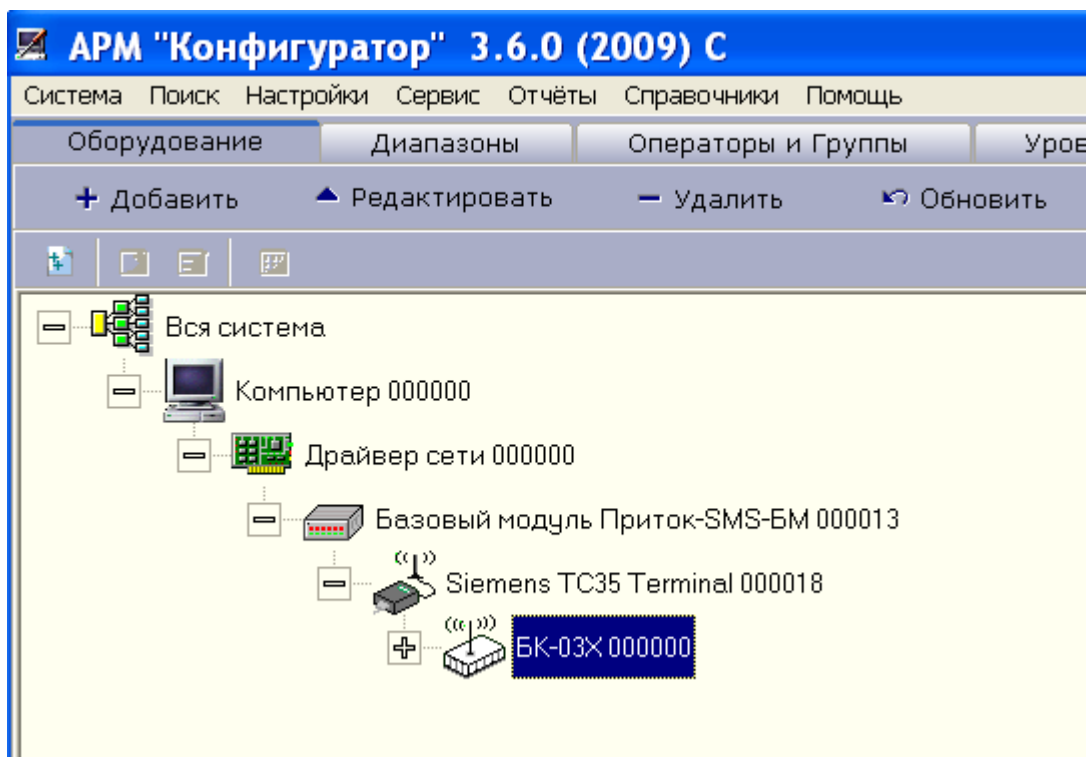 АРМ "Конфигуратор" 3.6.0 (2009) С
Система Поиск Настройки Сервис Отчёты Справочники Помощь
Оборудование Диапазоны Операторы и Группы Уров
Добавить Редактировать Удалить Обновить
Вся система
Компьютер 000000
Драйвер сети 000000
Базовый модуль Приток-SMS-БМ 000013
Siemens TC35 Terminal 000018
БК-03X 000000